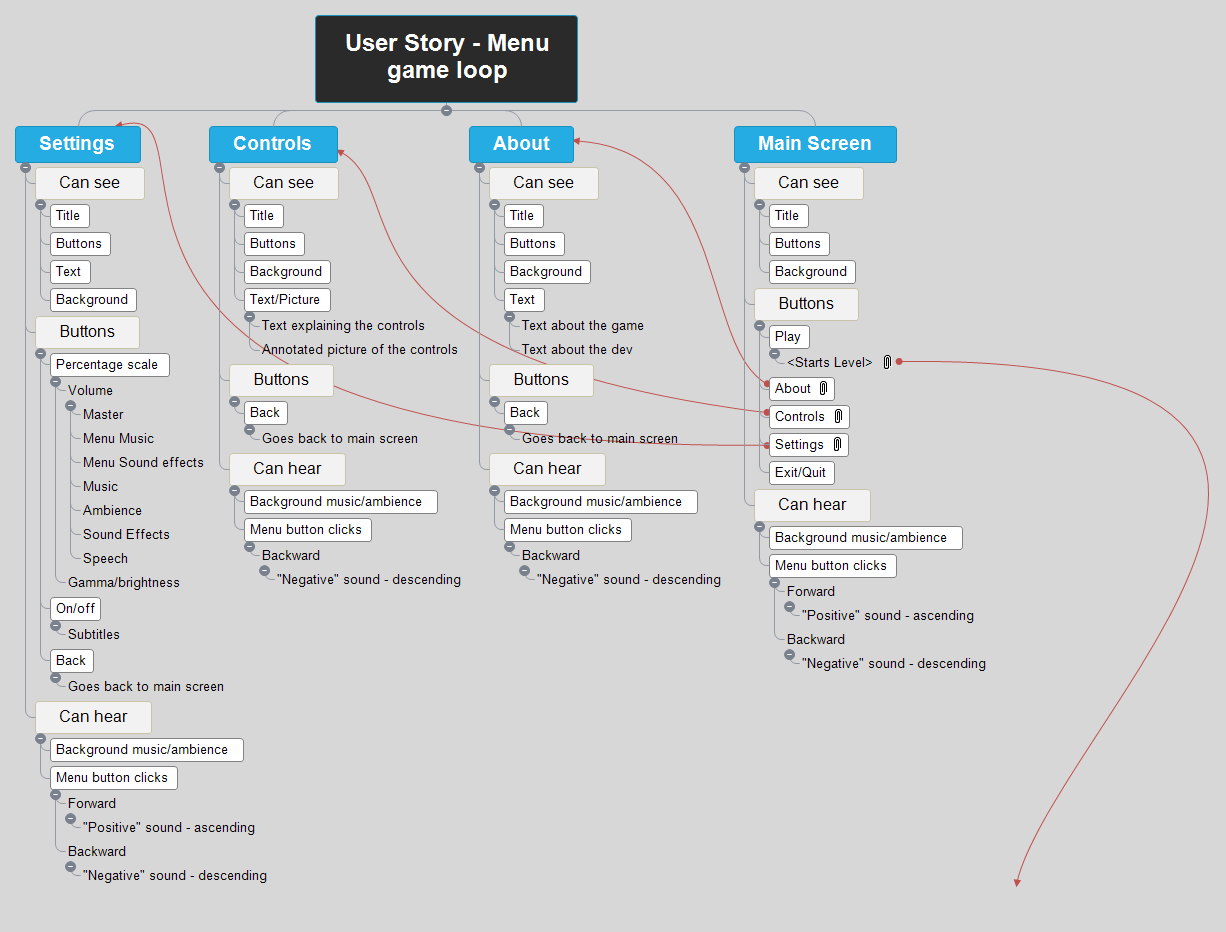 User Story - Menu
game loop
Settings
Can see
Title
Buttons
Text
Background
Buttons
Percentage scale
Volume
Master
Menu Music
Menu Sound effects
Music
Ambience
Sound Effects
Speech
Gamma/brightness
On/off
Subtitles
Back
Goes back to main screen
Can hear
Background music/ambience
Menu button clicks
Forward
"Positive" sound - ascending
Backward
"Negative" sound - descending
Controls
Can see
Title
Buttons
Background
Text/Picture
Text explaining the controls
Annotated picture of the controls
Buttons
Back
Goes back to main screen
Can hear
Background music/ambience
Menu button clicks
Backward
"Negative" sound - descending
About
Can see
Title
Buttons
Background
Text
Text about the game
Text about the dev
Buttons
Back
Goes back to main screen
Can hear
Background music/ambience
Menu button clicks
Backward
"Negative" sound - descending
Main Screen
Can see
Title
Buttons
Background
Buttons
Play
<Starts Level>
About
Controls
Settings
Exit/Quit
Can hear
Background music/ambience
Menu button clicks
Forward
"Positive" sound - ascending
Backward
"Negative" sound - descending